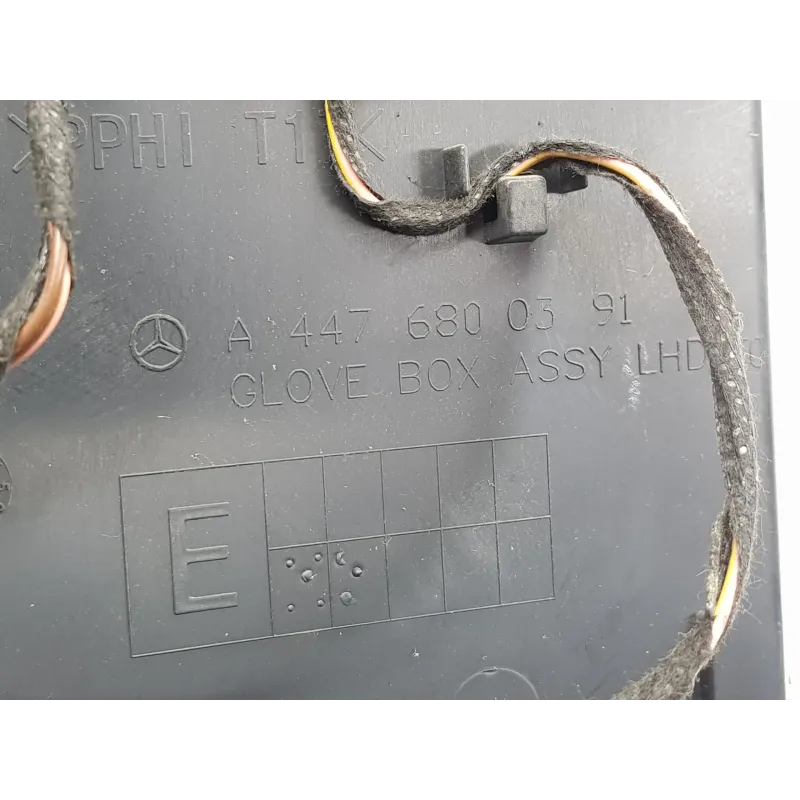 PPHI T1
A 447 680 03 91
GLOVE BOX ASSY LHD
E